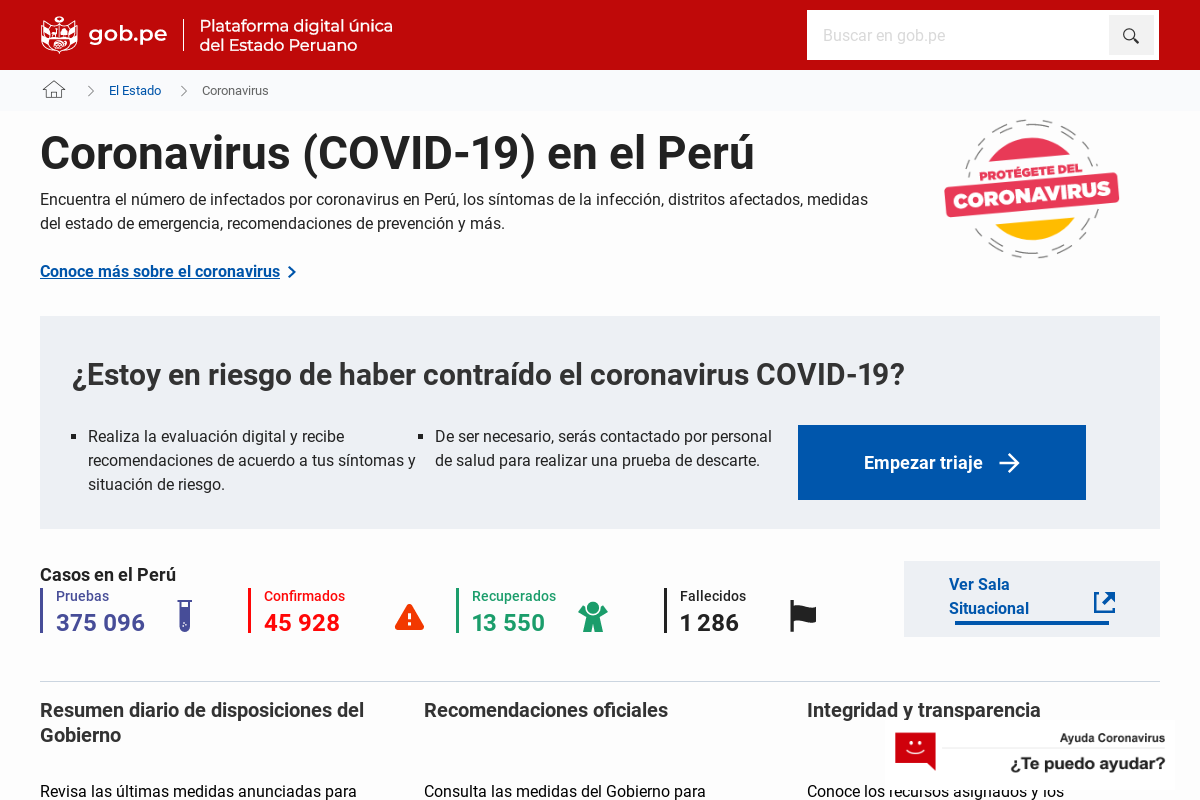 gob.pe
Plataforma digital única
del Estado Peruano
Buscar en gob.pe
El Estado
Coronavirus
Coronavirus (COVID-19) en el Perú
Encuentra el número de infectados por coronavirus en Perú, los síntomas de la infección, distritos afectados, medidas
del estado de emergencia, recomendaciones de prevención y más.
PROTÉGETE DEL
CORONAVIRUS
Conoce más sobre el coronavirus
¿Estoy en riesgo de haber contraído el coronavirus COVID-19?
Realiza la evaluación digital y recibe
recomendaciones de acuerdo a tus síntomas y
situación de riesgo.
De ser necesario, serás contactado por personal
de salud para realizar una prueba de descarte.
Empezar triaje
Casos en el Perú
Pruebas
375 096
Confirmados
45 928
Recuperados
13 550
Fallecidos
1 286
Ver Sala
Situacional
Resumen diario de disposiciones del
Gobierno
Revisa las últimas medidas anunciadas para
Recomendaciones oficiales
Consulta las medidas del Gobierno para
Integridad y transparencia
Conoce los recursos asignados y los
Ayuda Coronavirus
¿Te puedo ayudar?